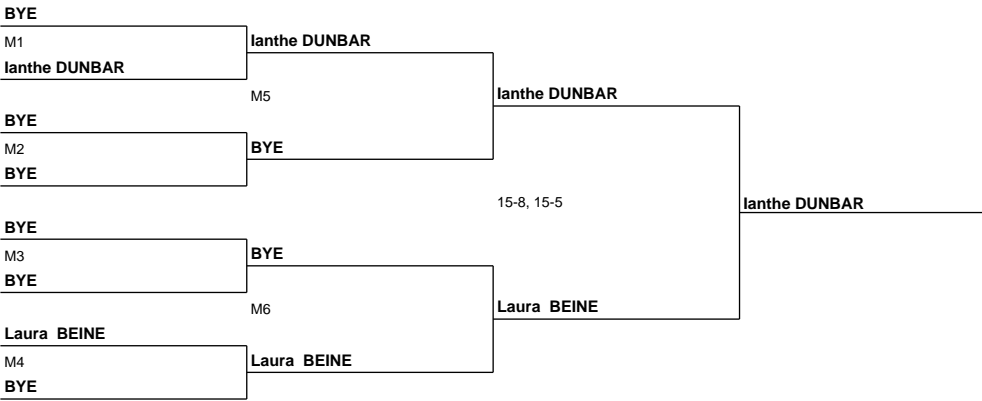 BYE
M1
Ianthe DUNBAR
BYE
M2
BYE
BYE
M3
BYE
Laura BEINE
M4
BYE
Ianthe DUNBAR
M5
BYE
BYE
M6
Laura BEINE
Ianthe DUNBAR
15-8, 15-5
Laura BEINE
Ianthe DUNBAR